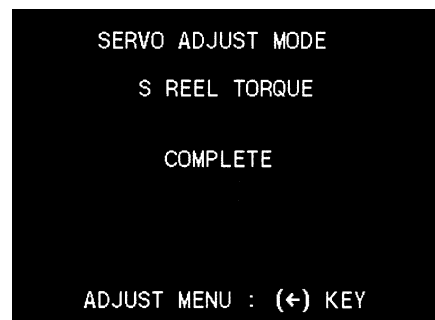 SERVO ADJUST MODE
S REEL TORQUE
COMPLETE
ADJUST MENU : (←) KEY